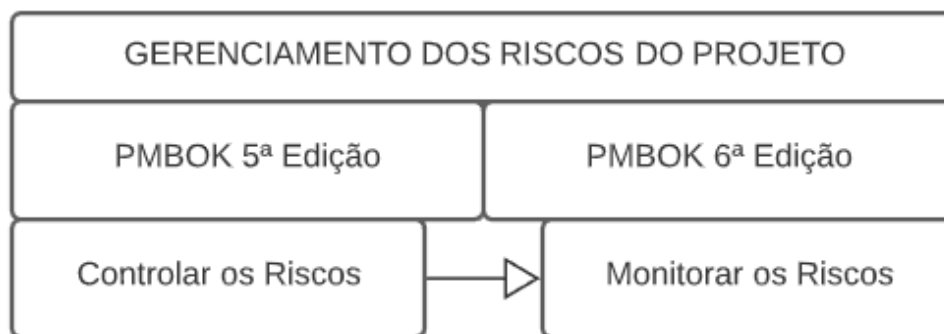 GERENCIAMENTO DOS RISCOS DO PROJETO
PMBOK 5ª Edição
PMBOK 6ª Edição
Controlar os Riscos
Monitorar os Riscos